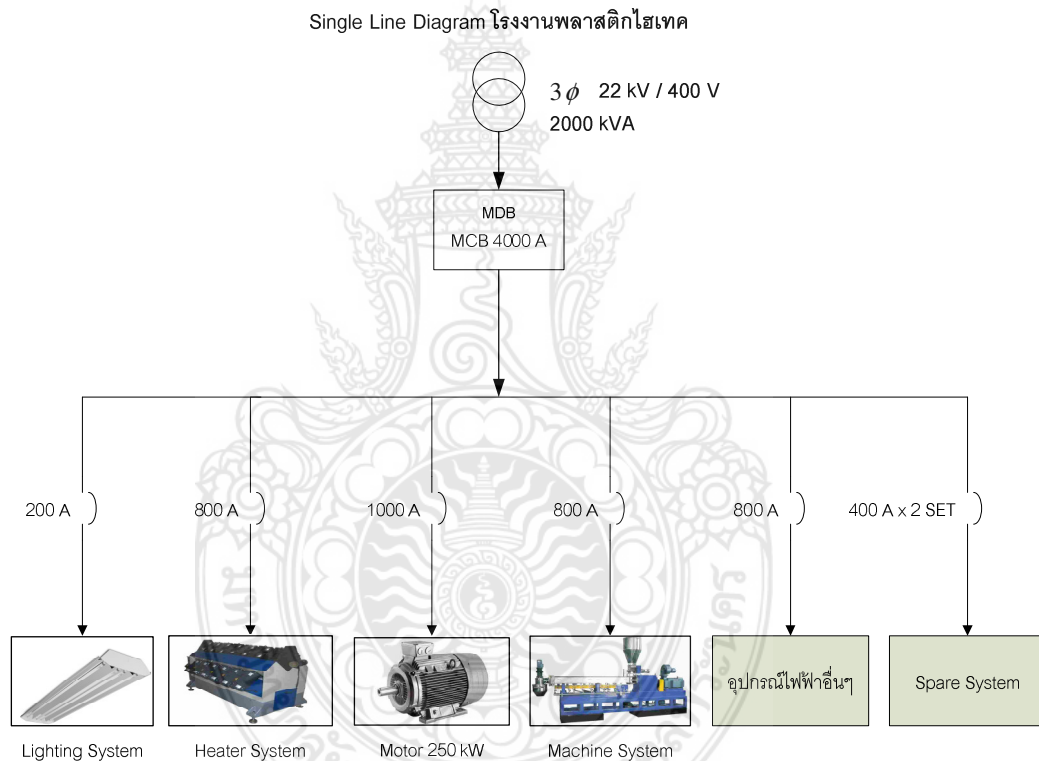 Single Line Diagram โรงงานพลาสติกไฮเทค
3ϕ 22 kV / 400 V
2000 kVA
MDB
MCB 4000 A
200 A
800 A
1000 A
800 A
800 A
400 A x 2 SET
อุปกรณ์ไฟฟ้าอื่นๆ
Spare System
Lighting System
Heater System
Motor 250 kW
Machine System